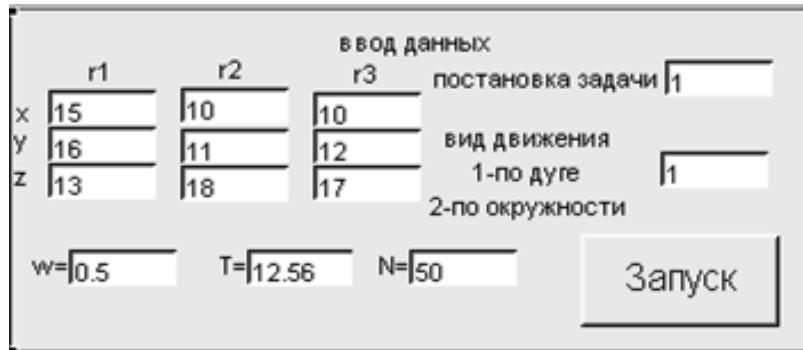 ввод данных
r1 r2 r3 постановка задачи 1
x 15 10 10
y 16 11 12 вид движения
z 13 18 17 1-по дуге 1
2-по окружности
w=0.5 T=12.56 N=50 Запуск